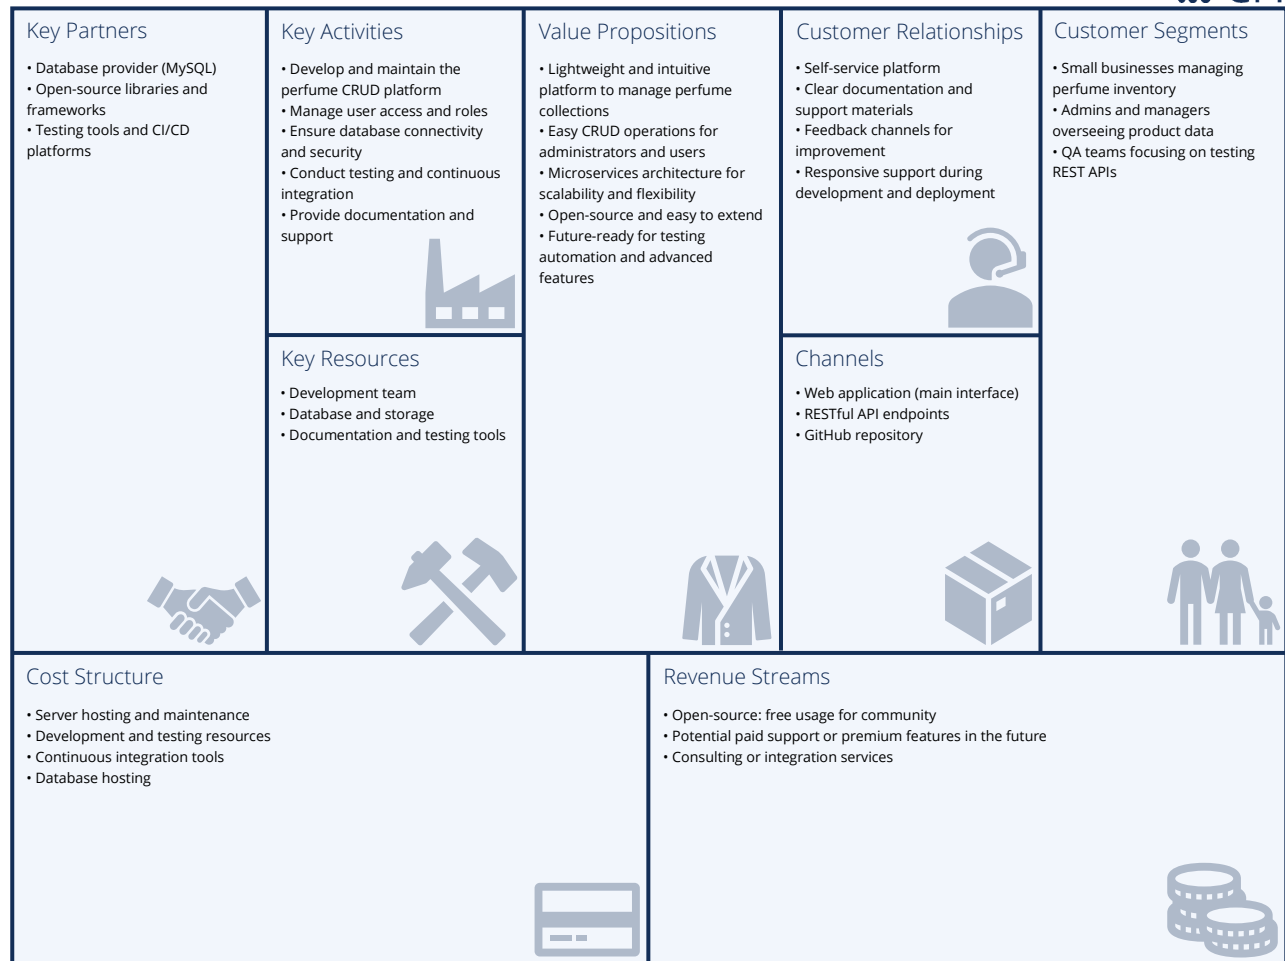 Key Partners
• Database provider (MySQL)
• Open-source libraries and
frameworks
• Testing tools and CI/CD
platforms
Key Activities
• Develop and maintain the
perfume CRUD platform
• Manage user access and roles
• Ensure database connectivity
and security
• Conduct testing and continuous
integration
• Provide documentation and
support
Key Resources
• Development team
• Database and storage
• Documentation and testing tools
Value Propositions
• Lightweight and intuitive
platform to manage perfume
collections
• Easy CRUD operations for
administrators and users
• Microservices architecture for
scalability and flexibility
• Open-source and easy to extend
• Future-ready for testing
automation and advanced
features
Customer Relationships
• Self-service platform
• Clear documentation and
support materials
• Feedback channels for
improvement
• Responsive support during
development and deployment
Channels
• Web application (main interface)
• RESTful API endpoints
• GitHub repository
Customer Segments
• Small businesses managing
perfume inventory
• Admins and managers
overseeing product data
• QA teams focusing on testing
REST APIs
Cost Structure
• Server hosting and maintenance
• Development and testing resources
• Continuous integration tools
• Database hosting
Revenue Streams
• Open-source: free usage for community
• Potential paid support or premium features in the future
• Consulting or integration services